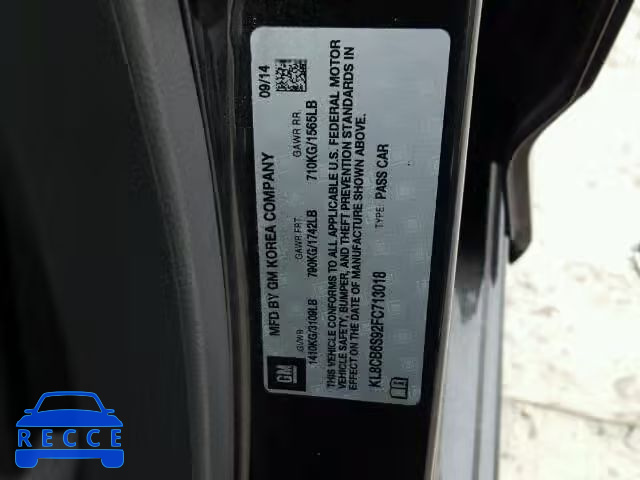 MFD BY GM KOREA COMPANY
09/14
GVWR
GAWR FRT
GAWR RR
1410KG/3109LB
790KG/1742LB
710KG/1565LB
THIS VEHICLE CONFORMS TO ALL APPLICABLE U.S. FEDERAL MOTOR
VEHICLE SAFETY, BUMPER, AND THEFT PREVENTION STANDARDS IN
EFFECT ON THE DATE OF MANUFACTURE SHOWN ABOVE.
KL8CB6S92FC713018
TYPE: PASS CAR
GM
RECCE